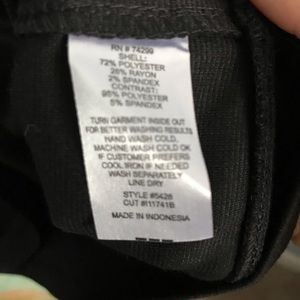 RN # 74299
SHELL:
72% POLYESTER
26% RAYON
2% SPANDEX
CONTRAST:
95% POLYESTER
5% SPANDEX
TURN GARMENT INSIDE OUT
FOR BETTER WASHING RESULTS
HAND WASH COLD.
MACHINE WASH COLD OK
IF CUSTOMER PREFERS
COOL IRON IF NEEDED
WASH SEPARATELY
LINE DRY
STYLE #5428
CUT #I11741B
MADE IN INDONESIA